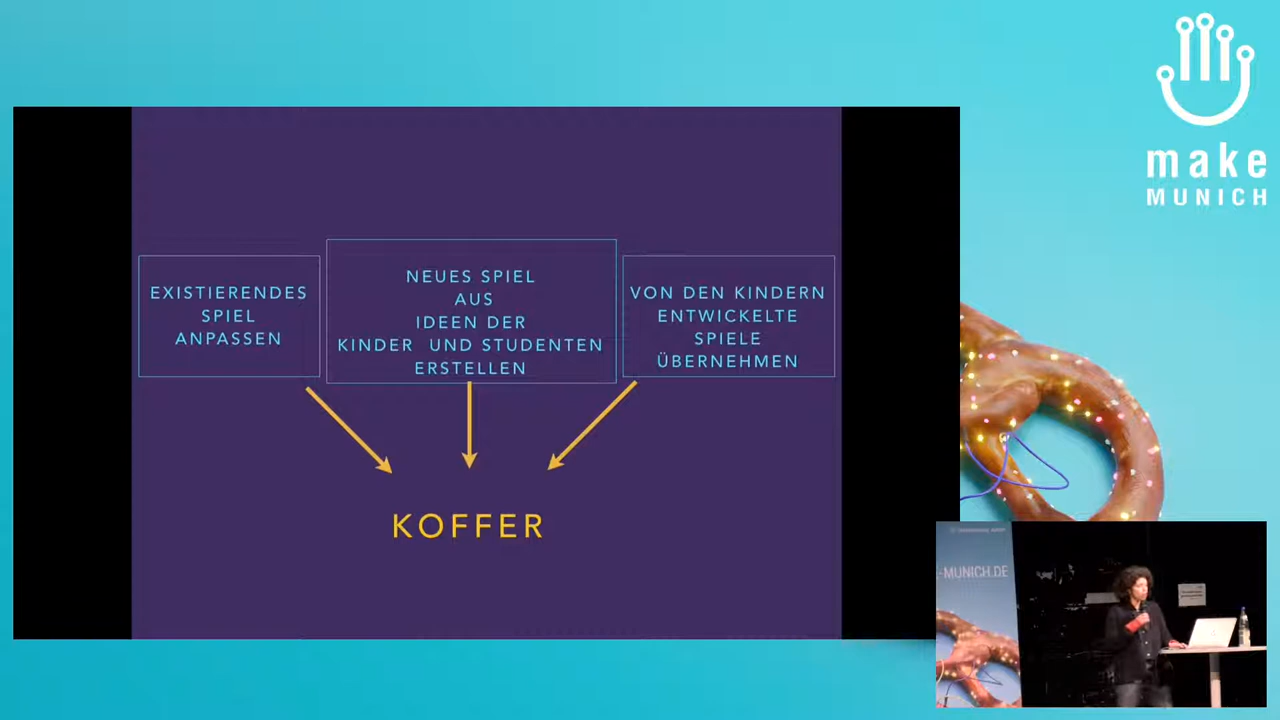 make
MUNICH
EXISTIERENDES
SPIEL
ANPASSEN
NEUES SPIEL
AUS
IDEEN DER
KINDER UND STUDENTEN
ERSTELLEN
VON DEN KINDERN
ENTWICKELTE
SPIELE
ÜBERNEHMEN
KOFFER
-MUNICH.DE